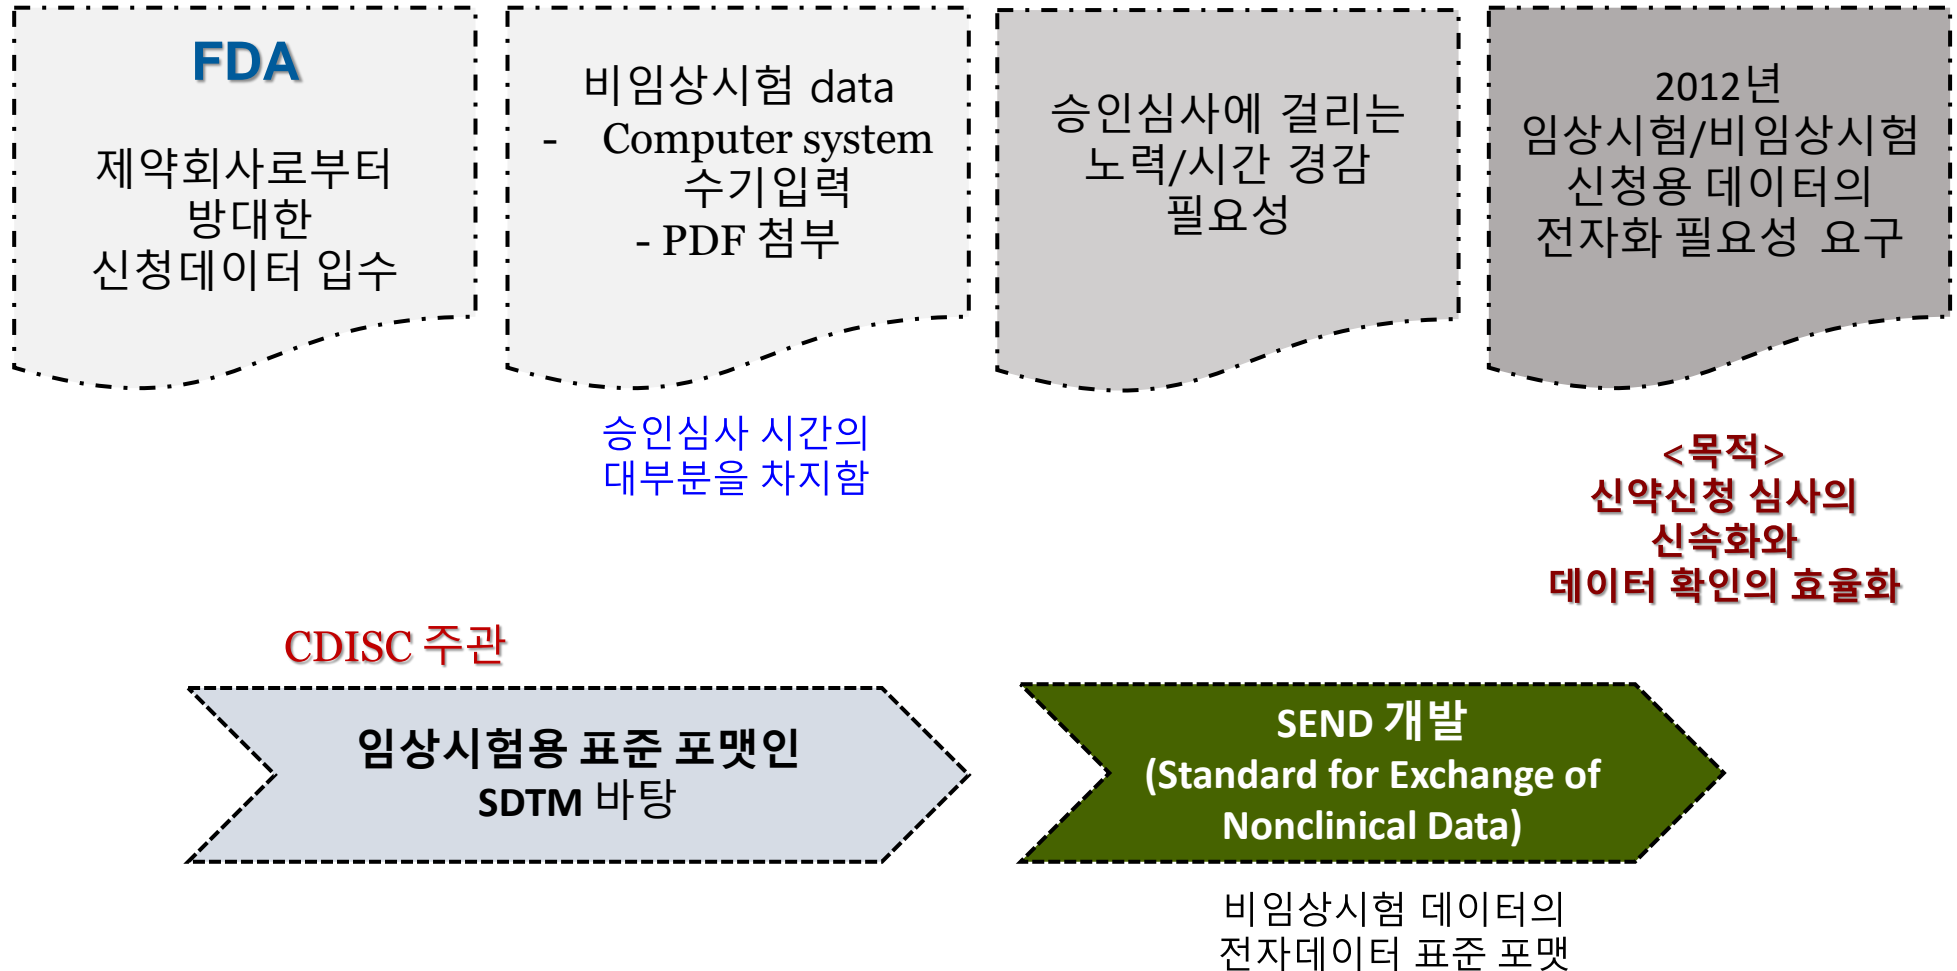 FDA
제약회사로부터
방대한
신청데이터 입수
비임상시험 data
- Computer system
수기입력
- PDF 첨부
승인심사에 걸리는
노력/시간 경감
필요성
2012년
임상시험/비임상시험
신청용 데이터의
전자화 필요성 요구
승인심사 시간의
대부분을 차지함
<목적>
신약신청 심사의
신속화와
데이터 확인의 효율화
CDISC 주관
임상시험용 표준 포맷인
SDTM 바탕
SEND 개발
(Standard for Exchange of
Nonclinical Data)
비임상시험 데이터의
전자데이터 표준 포맷